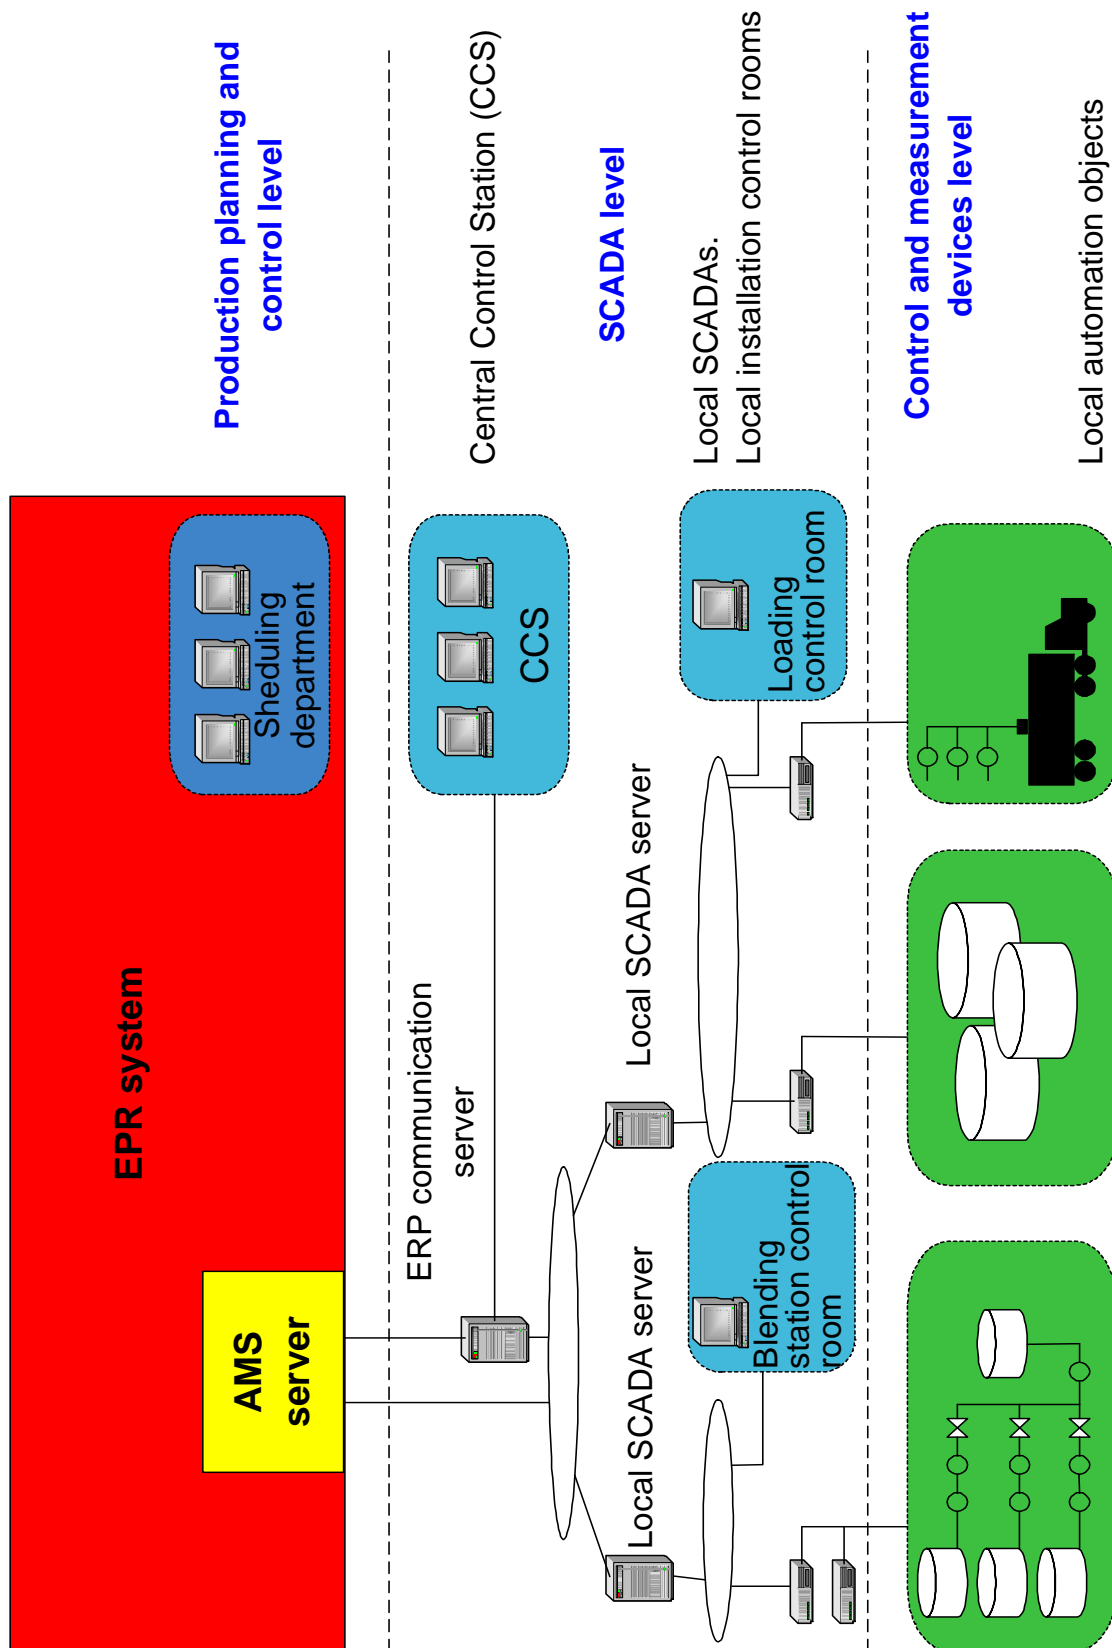 EPR system
AMS
server
Sheduling
department
Production planning and
control level
ERP communication
server
CCS
Central Control Station (CCS)
Local SCADA server
Local SCADA server
SCADA level
Blending
station control
room
Loading
control room
Local SCADAs.
Local installation control rooms
Control and measurement
devices level
Local automation objects